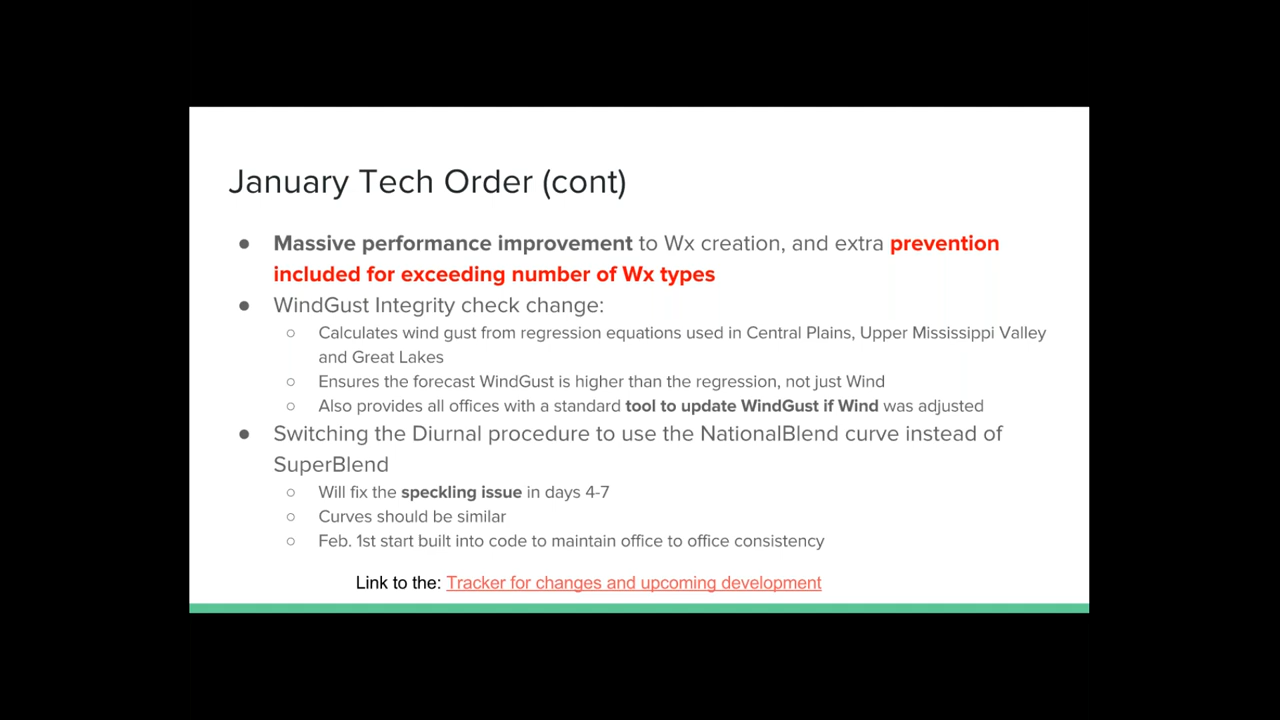 January Tech Order (cont)
● Massive performance improvement to Wx creation, and extra prevention
included for exceeding number of Wx types
● WindGust Integrity check change:
○ Calculates wind gust from regression equations used in Central Plains, Upper Mississippi Valley
and Great Lakes
○ Ensures the forecast WindGust is higher than the regression, not just Wind
○ Also provides all offices with a standard tool to update WindGust if Wind was adjusted
● Switching the Diurnal procedure to use the NationalBlend curve instead of
SuperBlend
○ Will fix the speckling issue in days 4-7
○ Curves should be similar
○ Feb. 1st start built into code to maintain office to office consistency
Link to the: Tracker for changes and upcoming development